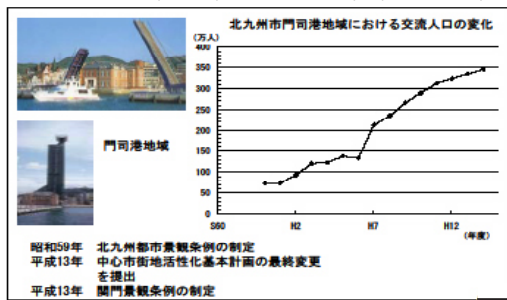 北九州市門司港地域における交流人口の変化
(万人)
400
350
300
250
200
150
100
50
0
S60
H2
H7
H12
(年度)
門司港地域
昭和59年 北九州都市景観条例の制定
平成13年 中心市街地活性化基本計画の最終変更
を提出
平成13年 関門景観条例の制定